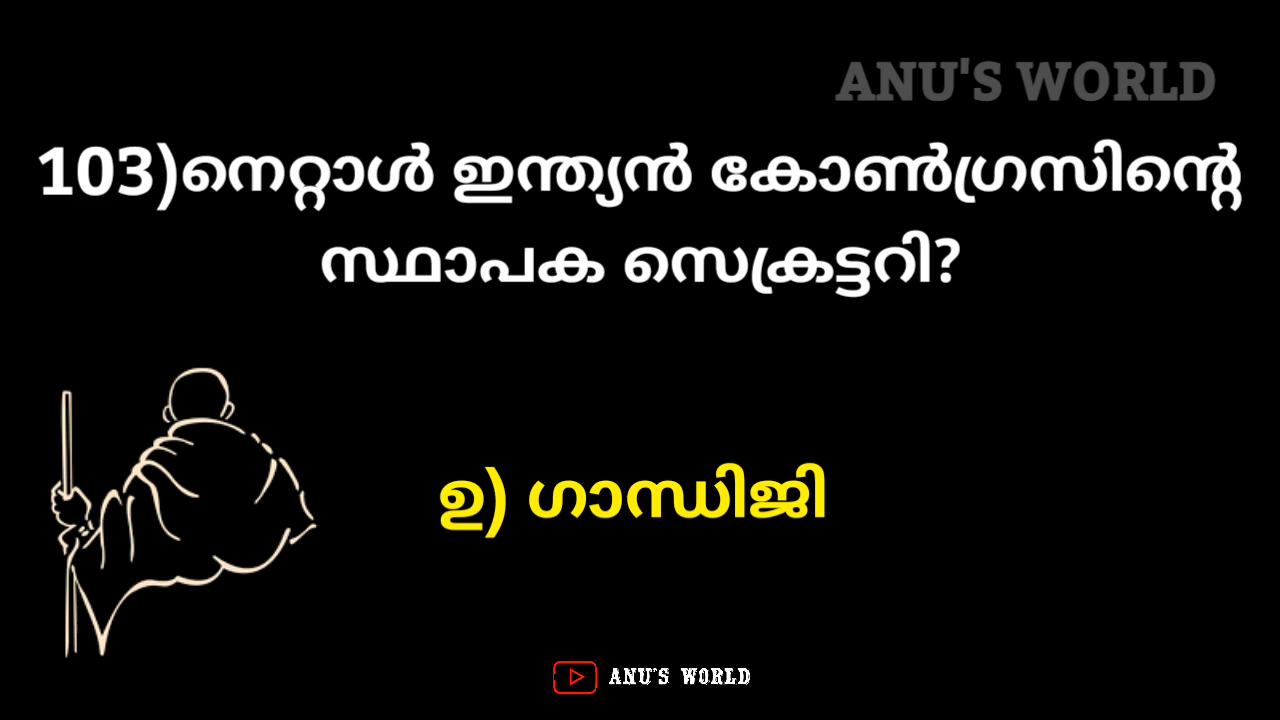 ANU'S WORLD
103)നെറ്റാൾ ഇന്ത്യൻ കോൺഗ്രസിന്റെ
സ്ഥാപക സെക്രട്ടറി?
ഉ) ഗാന്ധിജി
ANU'S WORLD